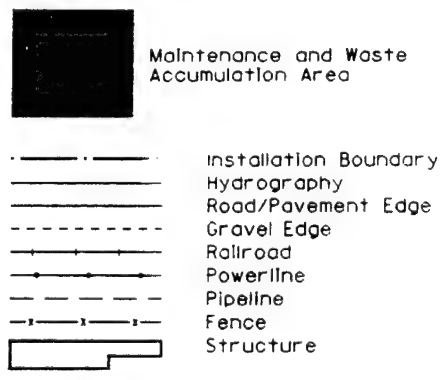 Maintenance and Waste
Accumulation Area
Installation Boundary
Hydrography
Road/Pavement Edge
Gravel Edge
Railroad
Powerline
Pipeline
Fence
Structure